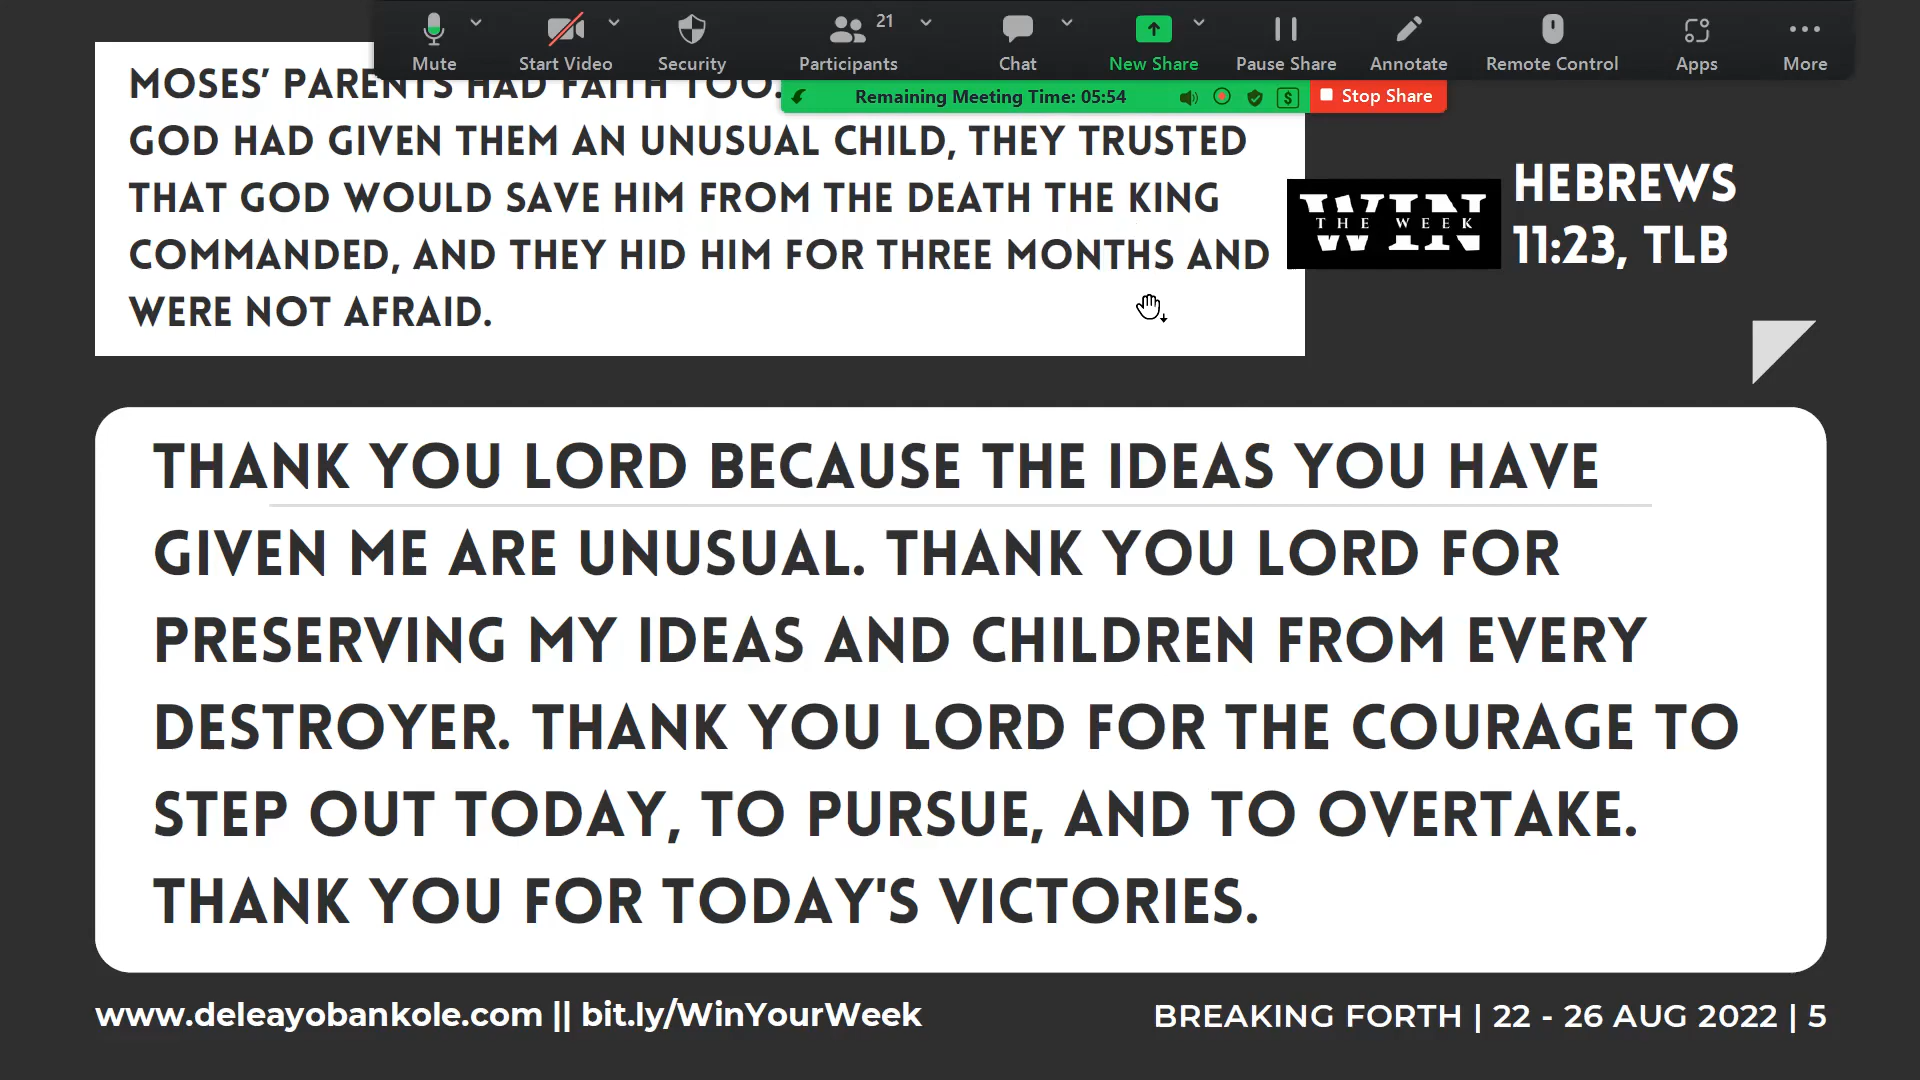 21
Mute
Start Video
Security
Participants
Chat
New Share
Pause Share
Annotate
Remote Control
Apps
More
Remaining Meeting Time: 05:54
$
Stop Share
MOSES’ PARENTS HAD FAITH TOO.
GOD HAD GIVEN THEM AN UNUSUAL CHILD, THEY TRUSTED
THAT GOD WOULD SAVE HIM FROM THE DEATH THE KING
COMMANDED, AND THEY HID HIM FOR THREE MONTHS AND
WERE NOT AFRAID.
WIN
THE WEEK
HEBREWS
11:23, TLB
THANK YOU LORD BECAUSE THE IDEAS YOU HAVE
GIVEN ME ARE UNUSUAL. THANK YOU LORD FOR
PRESERVING MY IDEAS AND CHILDREN FROM EVERY
DESTROYER. THANK YOU LORD FOR THE COURAGE TO
STEP OUT TODAY, TO PURSUE, AND TO OVERTAKE.
THANK YOU FOR TODAY'S VICTORIES.
www.deleayobankole.com || bit.ly/WinYourWeek
BREAKING FORTH | 22 - 26 AUG 2022 | 5